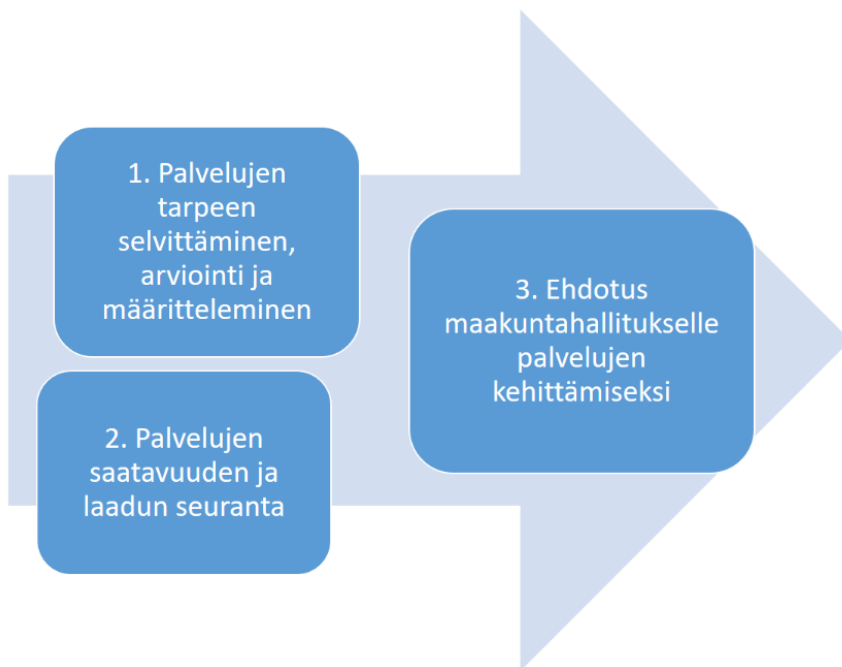 1. Palvelujen
tarpeen
selvittäminen,
arviointi ja
määritteleminen
2. Palvelujen
saatavuuden ja
laadun seuranta
3. Ehdotus
maakuntahallitukselle
palvelujen
kehittämiseksi